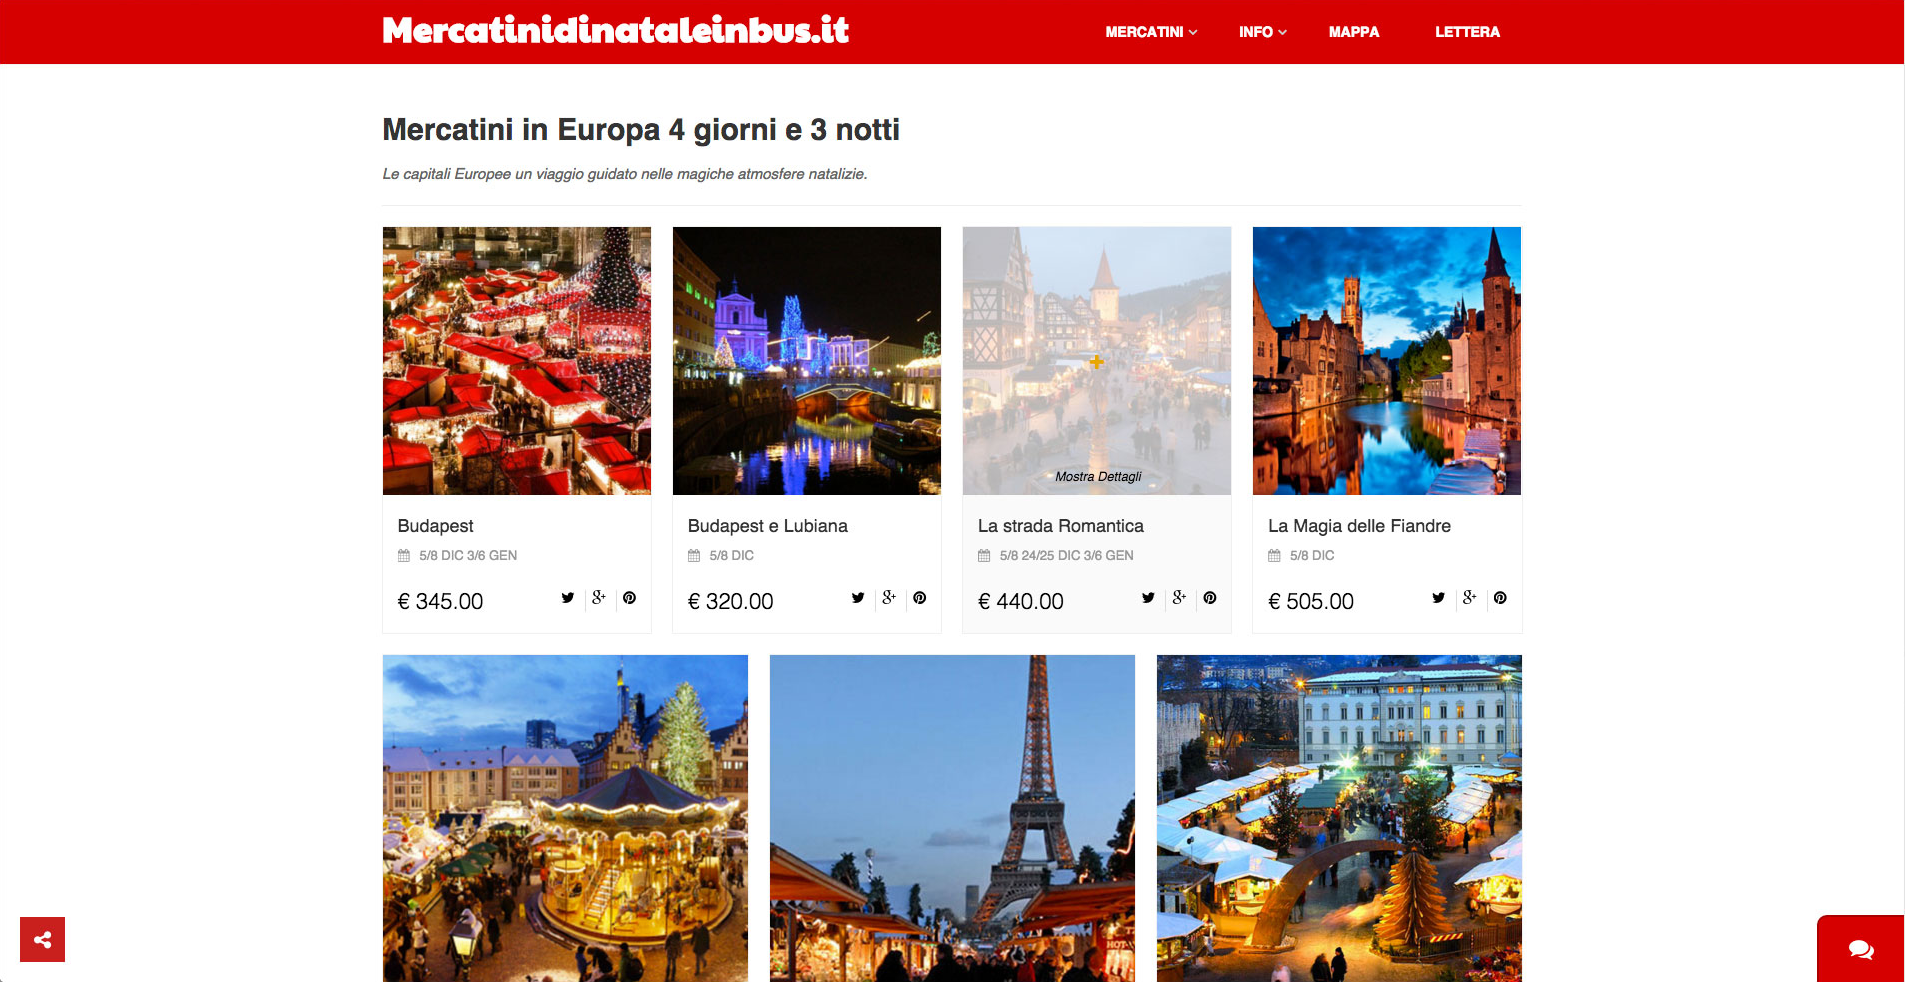 Mercatinidinataleinbus.it
MERCATINI INFO MAPPA LETTERA
Mercatini in Europa 4 giorni e 3 notti
Le capitali Europee un viaggio guidato nelle magiche atmosfere natalizie.
Mostra Dettagli
Budapest
5/8 DIC 3/6 GEN
€ 345.00
Budapest e Lubiana
5/8 DIC
€ 320.00
La strada Romantica
5/8 24/25 DIC 3/6 GEN
€ 440.00
La Magia delle Fiandre
5/8 DIC
€ 505.00